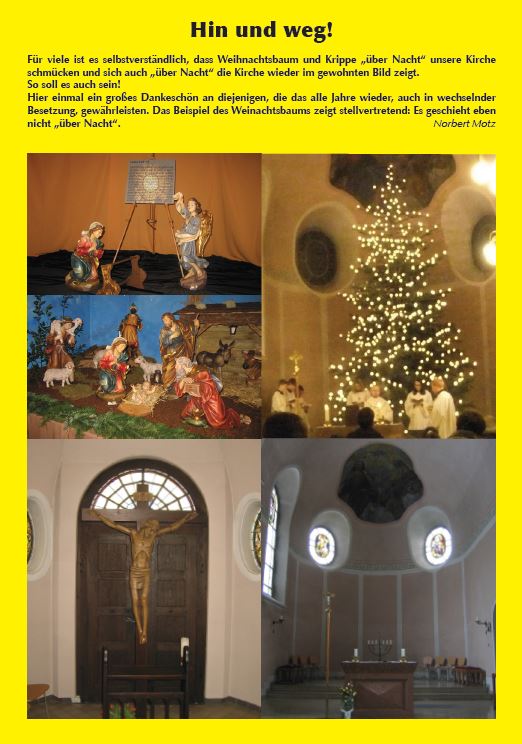 Hin und weg!
Für viele ist es selbstverständlich, dass Weihnachtsbaum und Krippe „über Nacht“ unsere Kirche
schmücken und sich auch „über Nacht“ die Kirche wieder im gewohnten Bild zeigt.
So soll es auch sein!
Hier einmal ein großes Dankeschön an diejenigen, die das alle Jahre wieder, auch in wechselnder
Besetzung, gewährleisten. Das Beispiel des Weinachtsbaums zeigt stellvertretend: Es geschieht eben
nicht „über Nacht“. Norbert Motz